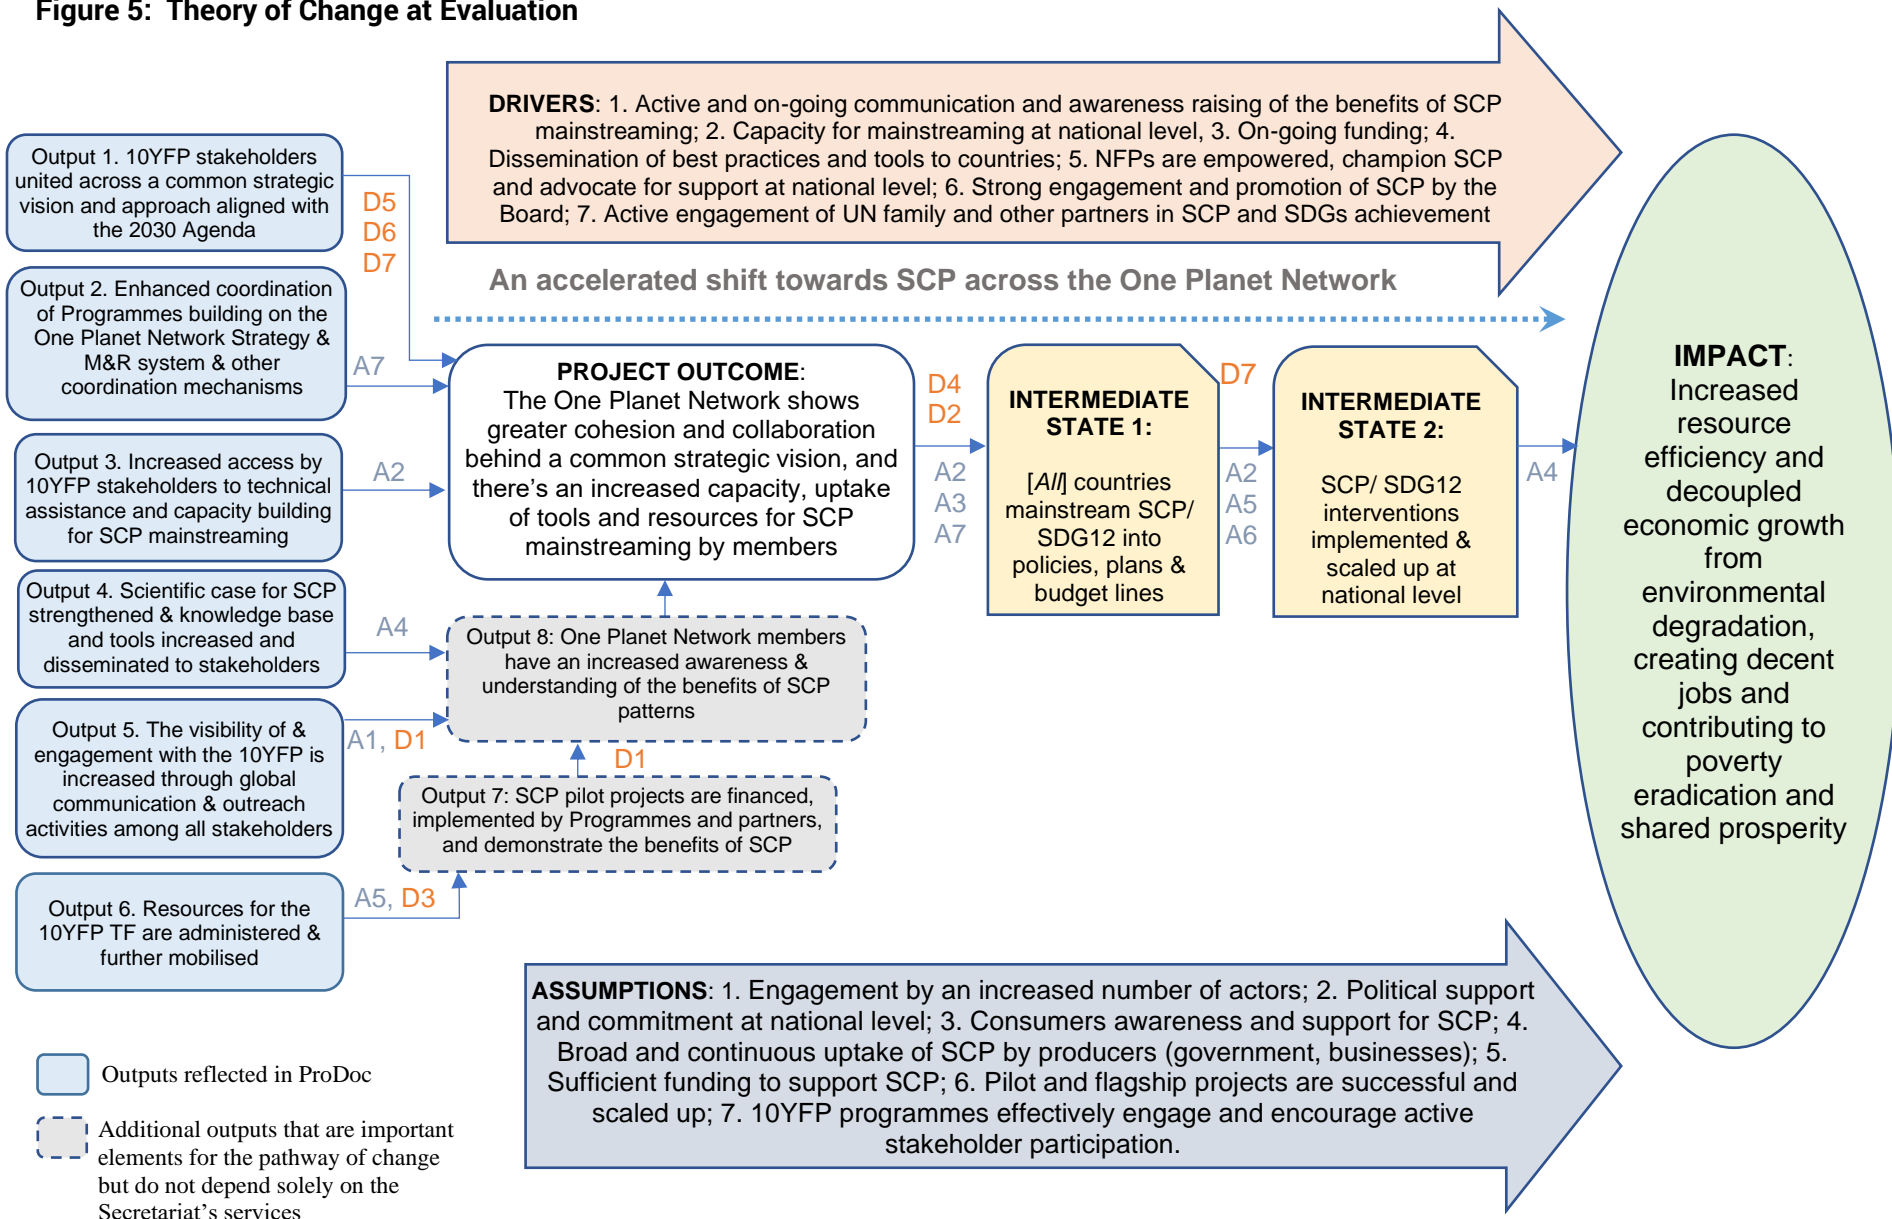 Figure 5: Theory of Change at Evaluation
DRIVERS: 1. Active and on-going communication and awareness raising of the benefits of SCP
mainstreaming; 2. Capacity for mainstreaming at national level, 3. On-going funding; 4.
Dissemination of best practices and tools to countries; 5. NFPs are empowered, champion SCP
and advocate for support at national level; 6. Strong engagement and promotion of SCP by the
Board; 7. Active engagement of UN family and other partners in SCP and SDGs achievement
An accelerated shift towards SCP across the One Planet Network
Output 1. 10YFP stakeholders
united across a common strategic
vision and approach aligned with
the 2030 Agenda
D5
D6
D7
Output 2. Enhanced coordination
of Programmes building on the
One Planet Network Strategy &
M&R system & other
coordination mechanisms
A7
Output 3. Increased access by
10YFP stakeholders to technical
assistance and capacity building
for SCP mainstreaming
A2
Output 4. Scientific case for SCP
strengthened & knowledge base
and tools increased and
disseminated to stakeholders
A4
Output 5. The visibility of &
engagement with the 10YFP is
increased through global
communication & outreach
activities among all stakeholders
A1, D1
Output 6. Resources for the
10YFP TF are administered &
further mobilised
A5, D3
PROJECT OUTCOME:
The One Planet Network shows
greater cohesion and collaboration
behind a common strategic vision, and
there's an increased capacity, uptake
of tools and resources for SCP
mainstreaming by members
Output 8: One Planet Network members
have an increased awareness &
understanding of the benefits of SCP
patterns
D1
Output 7: SCP pilot projects are financed,
implemented by Programmes and partners,
and demonstrate the benefits of SCP
D4
D2
A2
A3
A7
INTERMEDIATE
STATE 1:
[All] countries
mainstream SCP/
SDG12 into
policies, plans &
budget lines
D7
A2
A5
A6
INTERMEDIATE
STATE 2:
SCP/ SDG12
interventions
implemented &
scaled up at
national level
A4
IMPACT:
Increased
resource
efficiency and
decoupled
economic growth
from
environmental
degradation,
creating decent
jobs and
contributing to
poverty
eradication and
shared prosperity
ASSUMPTIONS: 1. Engagement by an increased number of actors; 2. Political support
and commitment at national level; 3. Consumers awareness and support for SCP; 4.
Broad and continuous uptake of SCP by producers (government, businesses); 5.
Sufficient funding to support SCP; 6. Pilot and flagship projects are successful and
scaled up; 7. 10YFP programmes effectively engage and encourage active
stakeholder participation.
Outputs reflected in ProDoc
Additional outputs that are important
elements for the pathway of change
but do not depend solely on the
Secretariat's services